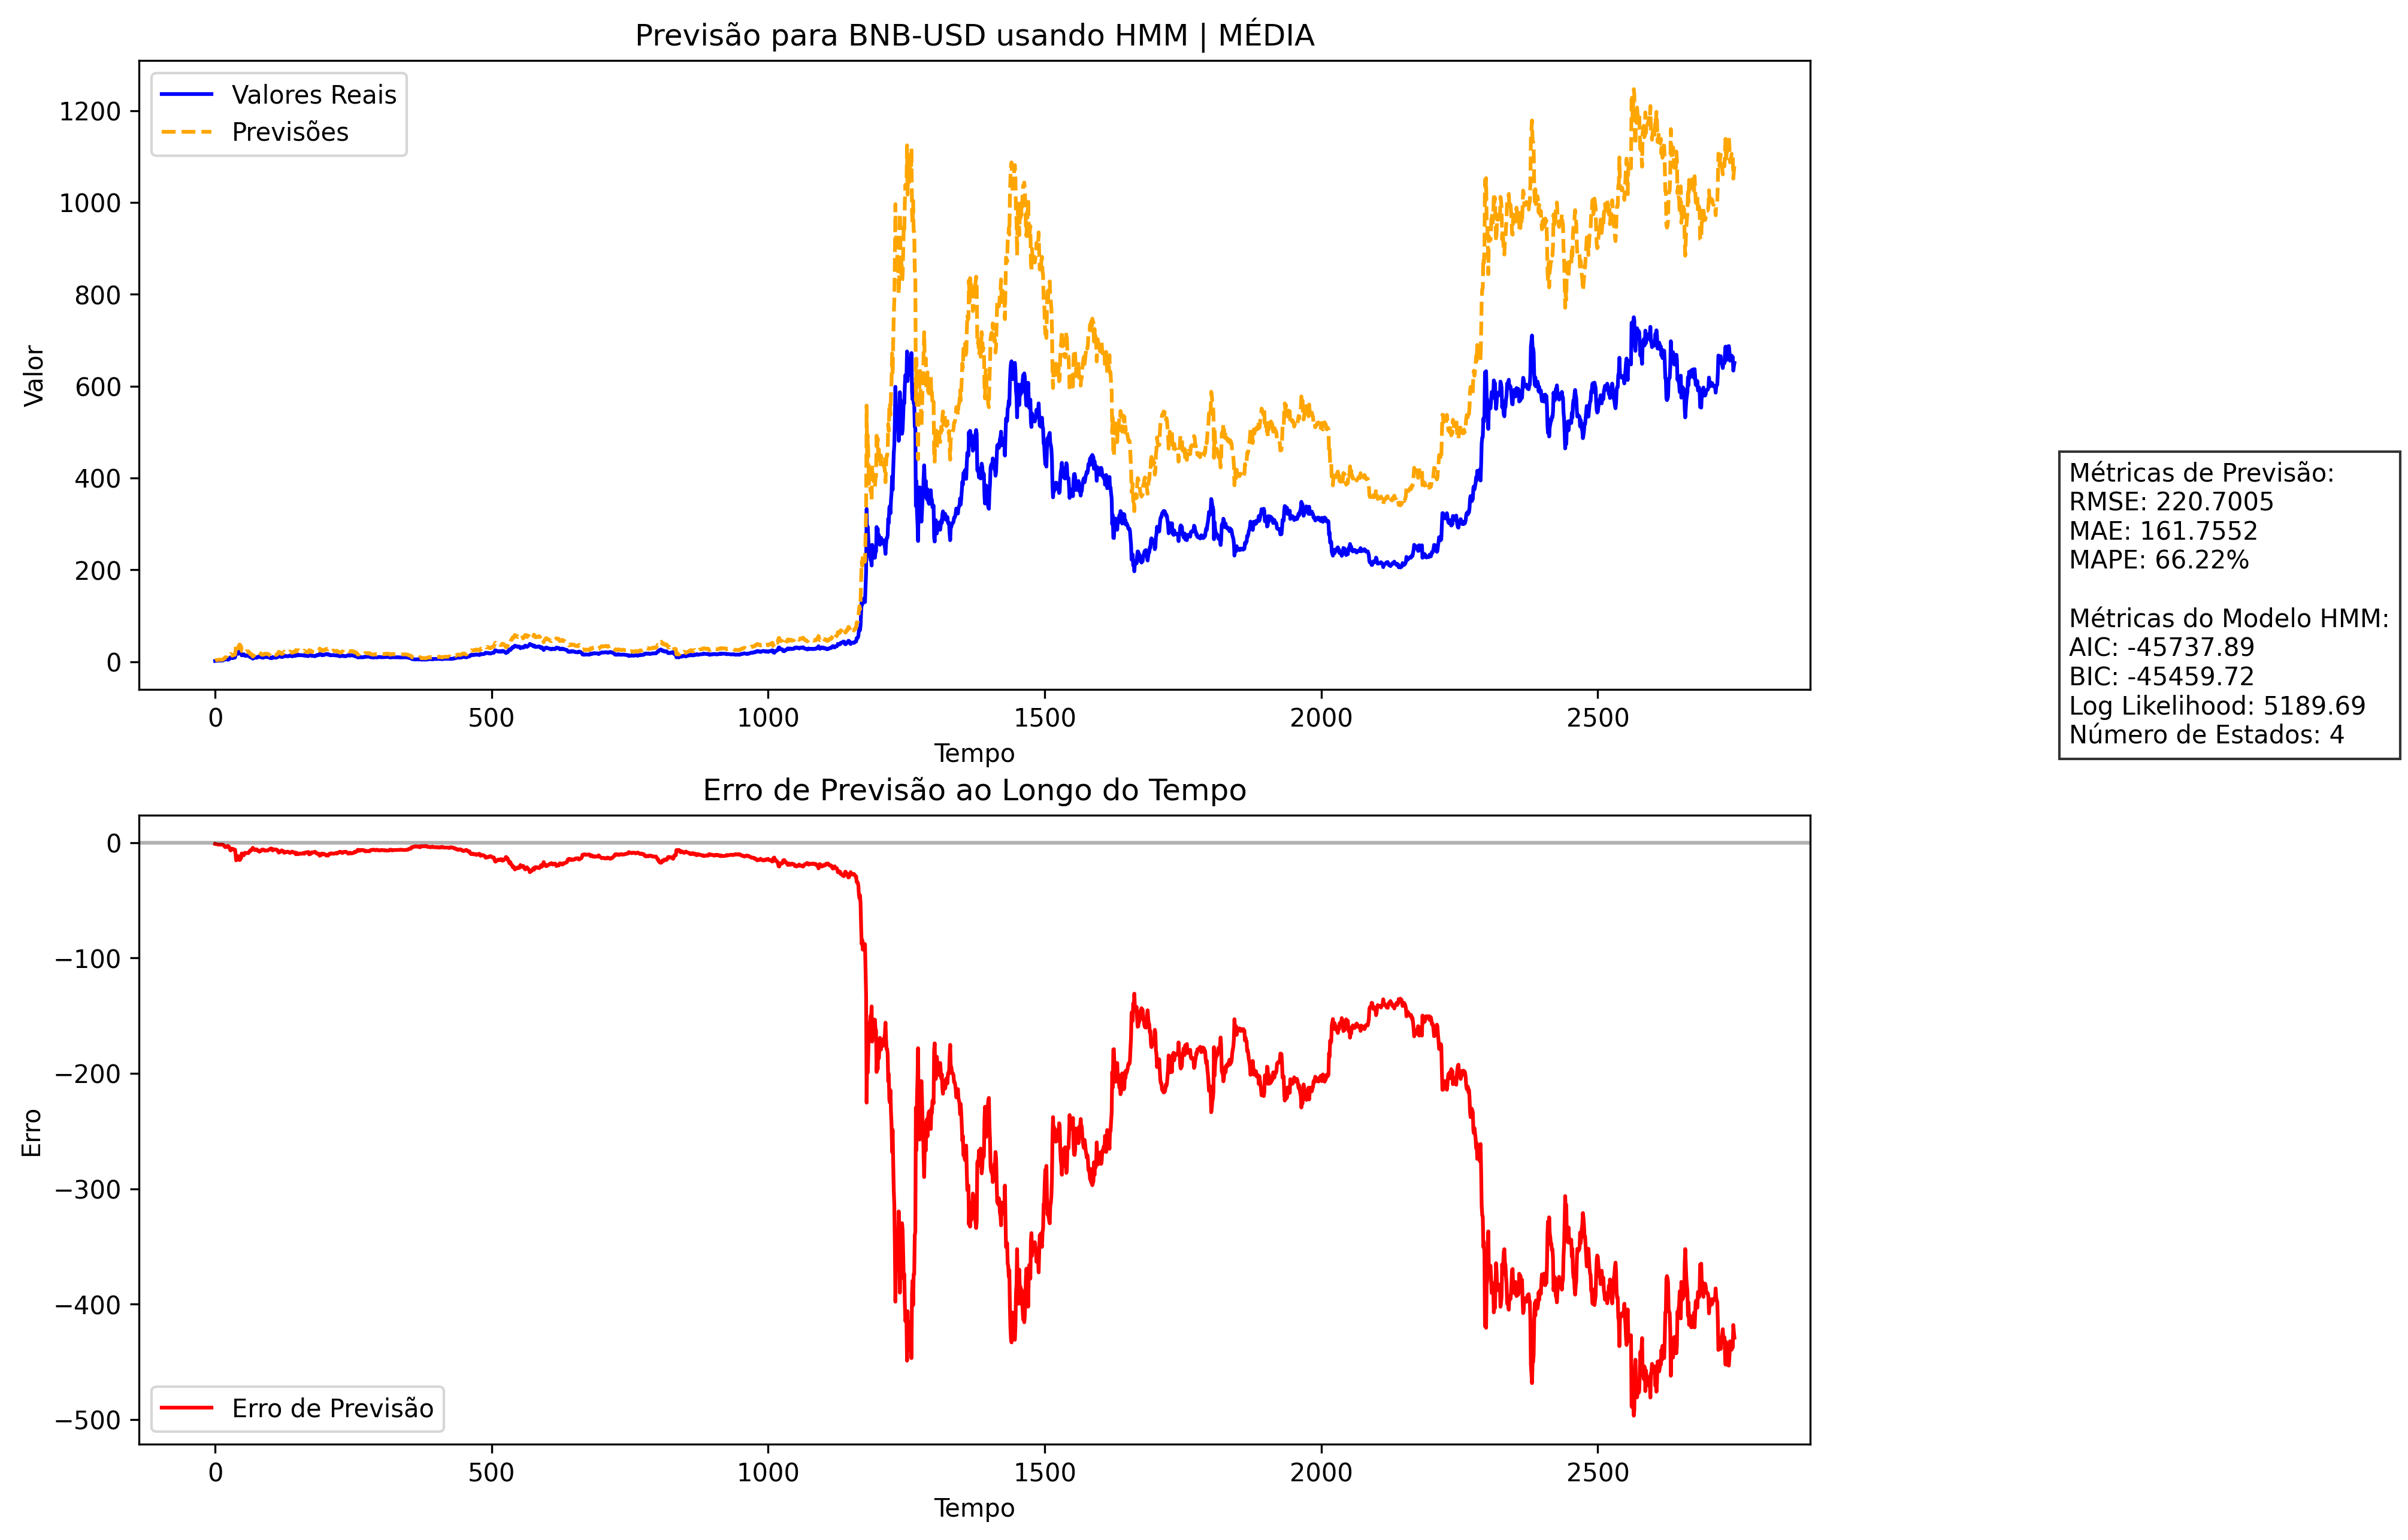 Previsão para BNB-USD usando HMM | MÉDIA
Valores Reais
Previsões
1200
1000
800
600
400
200
0
Valor
0 500 1000 1500 2000 2500
Tempo
Métricas de Previsão:
RMSE: 220.7005
MAE: 161.7552
MAPE: 66.22%
Métricas do Modelo HMM:
AIC: -45737.89
BIC: -45459.72
Log Likelihood: 5189.69
Número de Estados: 4
Erro de Previsão ao Longo do Tempo
0
−100
−200
−300
−400
−500
Erro
Erro de Previsão
0 500 1000 1500 2000 2500
Tempo